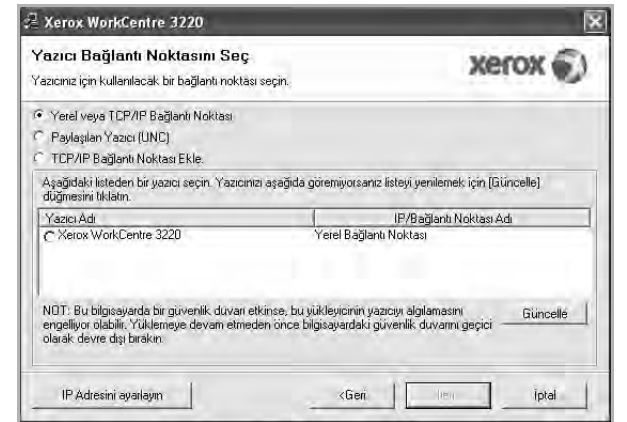 Xerox WorkCentre 3220
Yazıcı Bağlantı Noktasını Seç
Yazıcınız için kullanılacak bir bağlantı noktası seçin.
xerox
Yerel veya TCP/IP Bağlantı Noktası
Paylaşılan Yazıcı (UNC)
TCP/IP Bağlantı Noktası Ekle.
Aşağıdaki listeden bir yazıcı seçin. Yazıcınızı aşağıda göremiyorsanız listeyi yenilemek için [Güncelle]
düğmesini tıklatın.
Yazıcı Adı IP/Bağlantı Noktası Adı
Xerox WorkCentre 3220 Yerel Bağlantı Noktası
NOT: Bu bilgisayarda bir güvenlik duvarı etkinse, bu yükleyicinin yazıcıyı algılamasını
engelliyor olabilir. Yüklemeye devam etmeden önce bilgisayardaki güvenlik duvarını geçici
olarak devre dışı bırakın.
Güncelle
IP Adresini ayarlayın <Geri İleri İptal